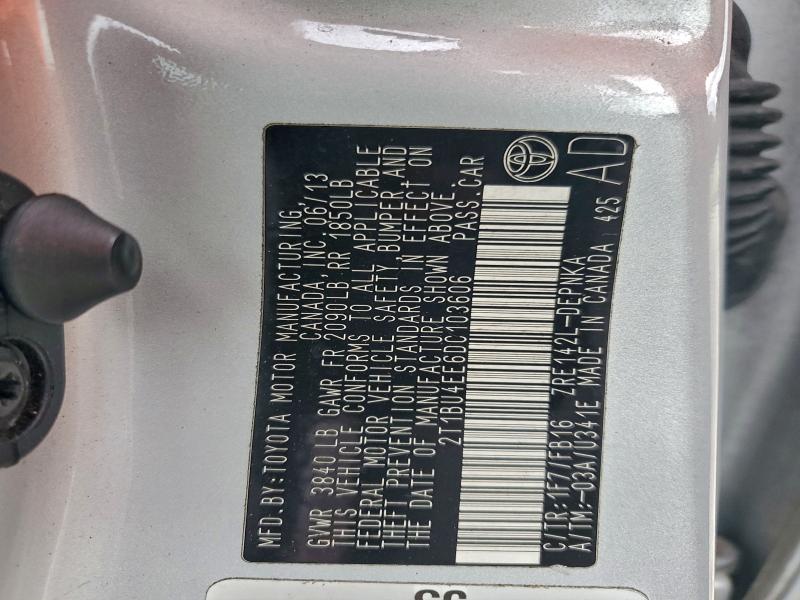 MFD.BY:TOYOTA MOTOR MANUFACTURING,
CANADA, INC. 06/13
GVWR 3840LB GAWR FR 2090LB RR 1850LB
THIS VEHICLE CONFORMS TO ALL APPLICABLE
FEDERAL MOTOR VEHICLE SAFETY, BUMPER, AND
THEFT PREVENTION STANDARDS IN EFFECT ON
THE DATE OF MANUFACTURE SHOWN ABOVE.
2T1BU4EE6DC103606 PASS.CAR
C/TR:1F7/FB16 ZRE142L-DEPNKA
A/TM:-03A/U341E MADE IN CANADA 425
AD